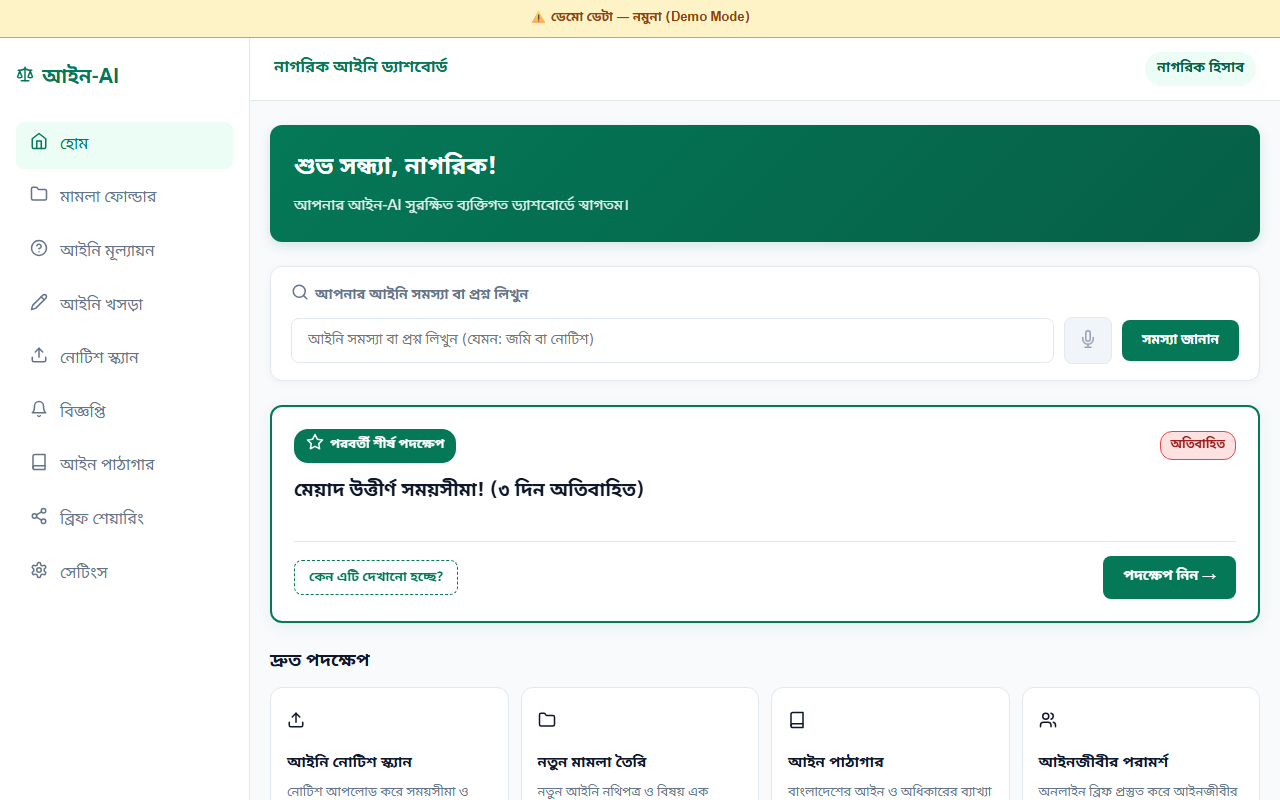 ⚠️ ডেমো ডেটা — নমুনা (Demo Mode)
আইন-AI
নাগরিক আইনি ড্যাশবোর্ড
নাগরিক হিসাব
হোম
মামলা ফোল্ডার
আইনি মূল্যায়ন
আইনি খসড়া
নোটিশ স্ক্যান
বিজ্ঞপ্তি
আইন পাঠাগার
ব্রিফ শেয়ারিং
সেটিংস
শুভ সন্ধ্যা, নাগরিক!
আপনার আইন-AI সুরক্ষিত ব্যক্তিগত ড্যাশবোর্ডে স্বাগতম।
আপনার আইনি সমস্যা বা প্রশ্ন লিখুন
আইনি সমস্যা বা প্রশ্ন লিখুন (যেমন: জমি বা নোটিশ)
সমস্যা জানান
পরবর্তী শীর্ষ পদক্ষেপ
অতিবাহিত
মেয়াদ উত্তীর্ণ সময়সীমা! (৩ দিন অতিবাহিত)
কেন এটি দেখানো হচ্ছে?
পদক্ষেপ নিন →
দ্রুত পদক্ষেপ
আইনি নোটিশ স্ক্যান
নোটিশ আপলোড করে সময়সীমা ও
নতুন মামলা তৈরি
নতুন আইনি নথিপত্র ও বিষয় এক
আইন পাঠাগার
বাংলাদেশের আইন ও অধিকারের ব্যাখ্যা
আইনজীবীর পরামর্শ
অনলাইন ব্রিফ প্রস্তুত করে আইনজীবীর